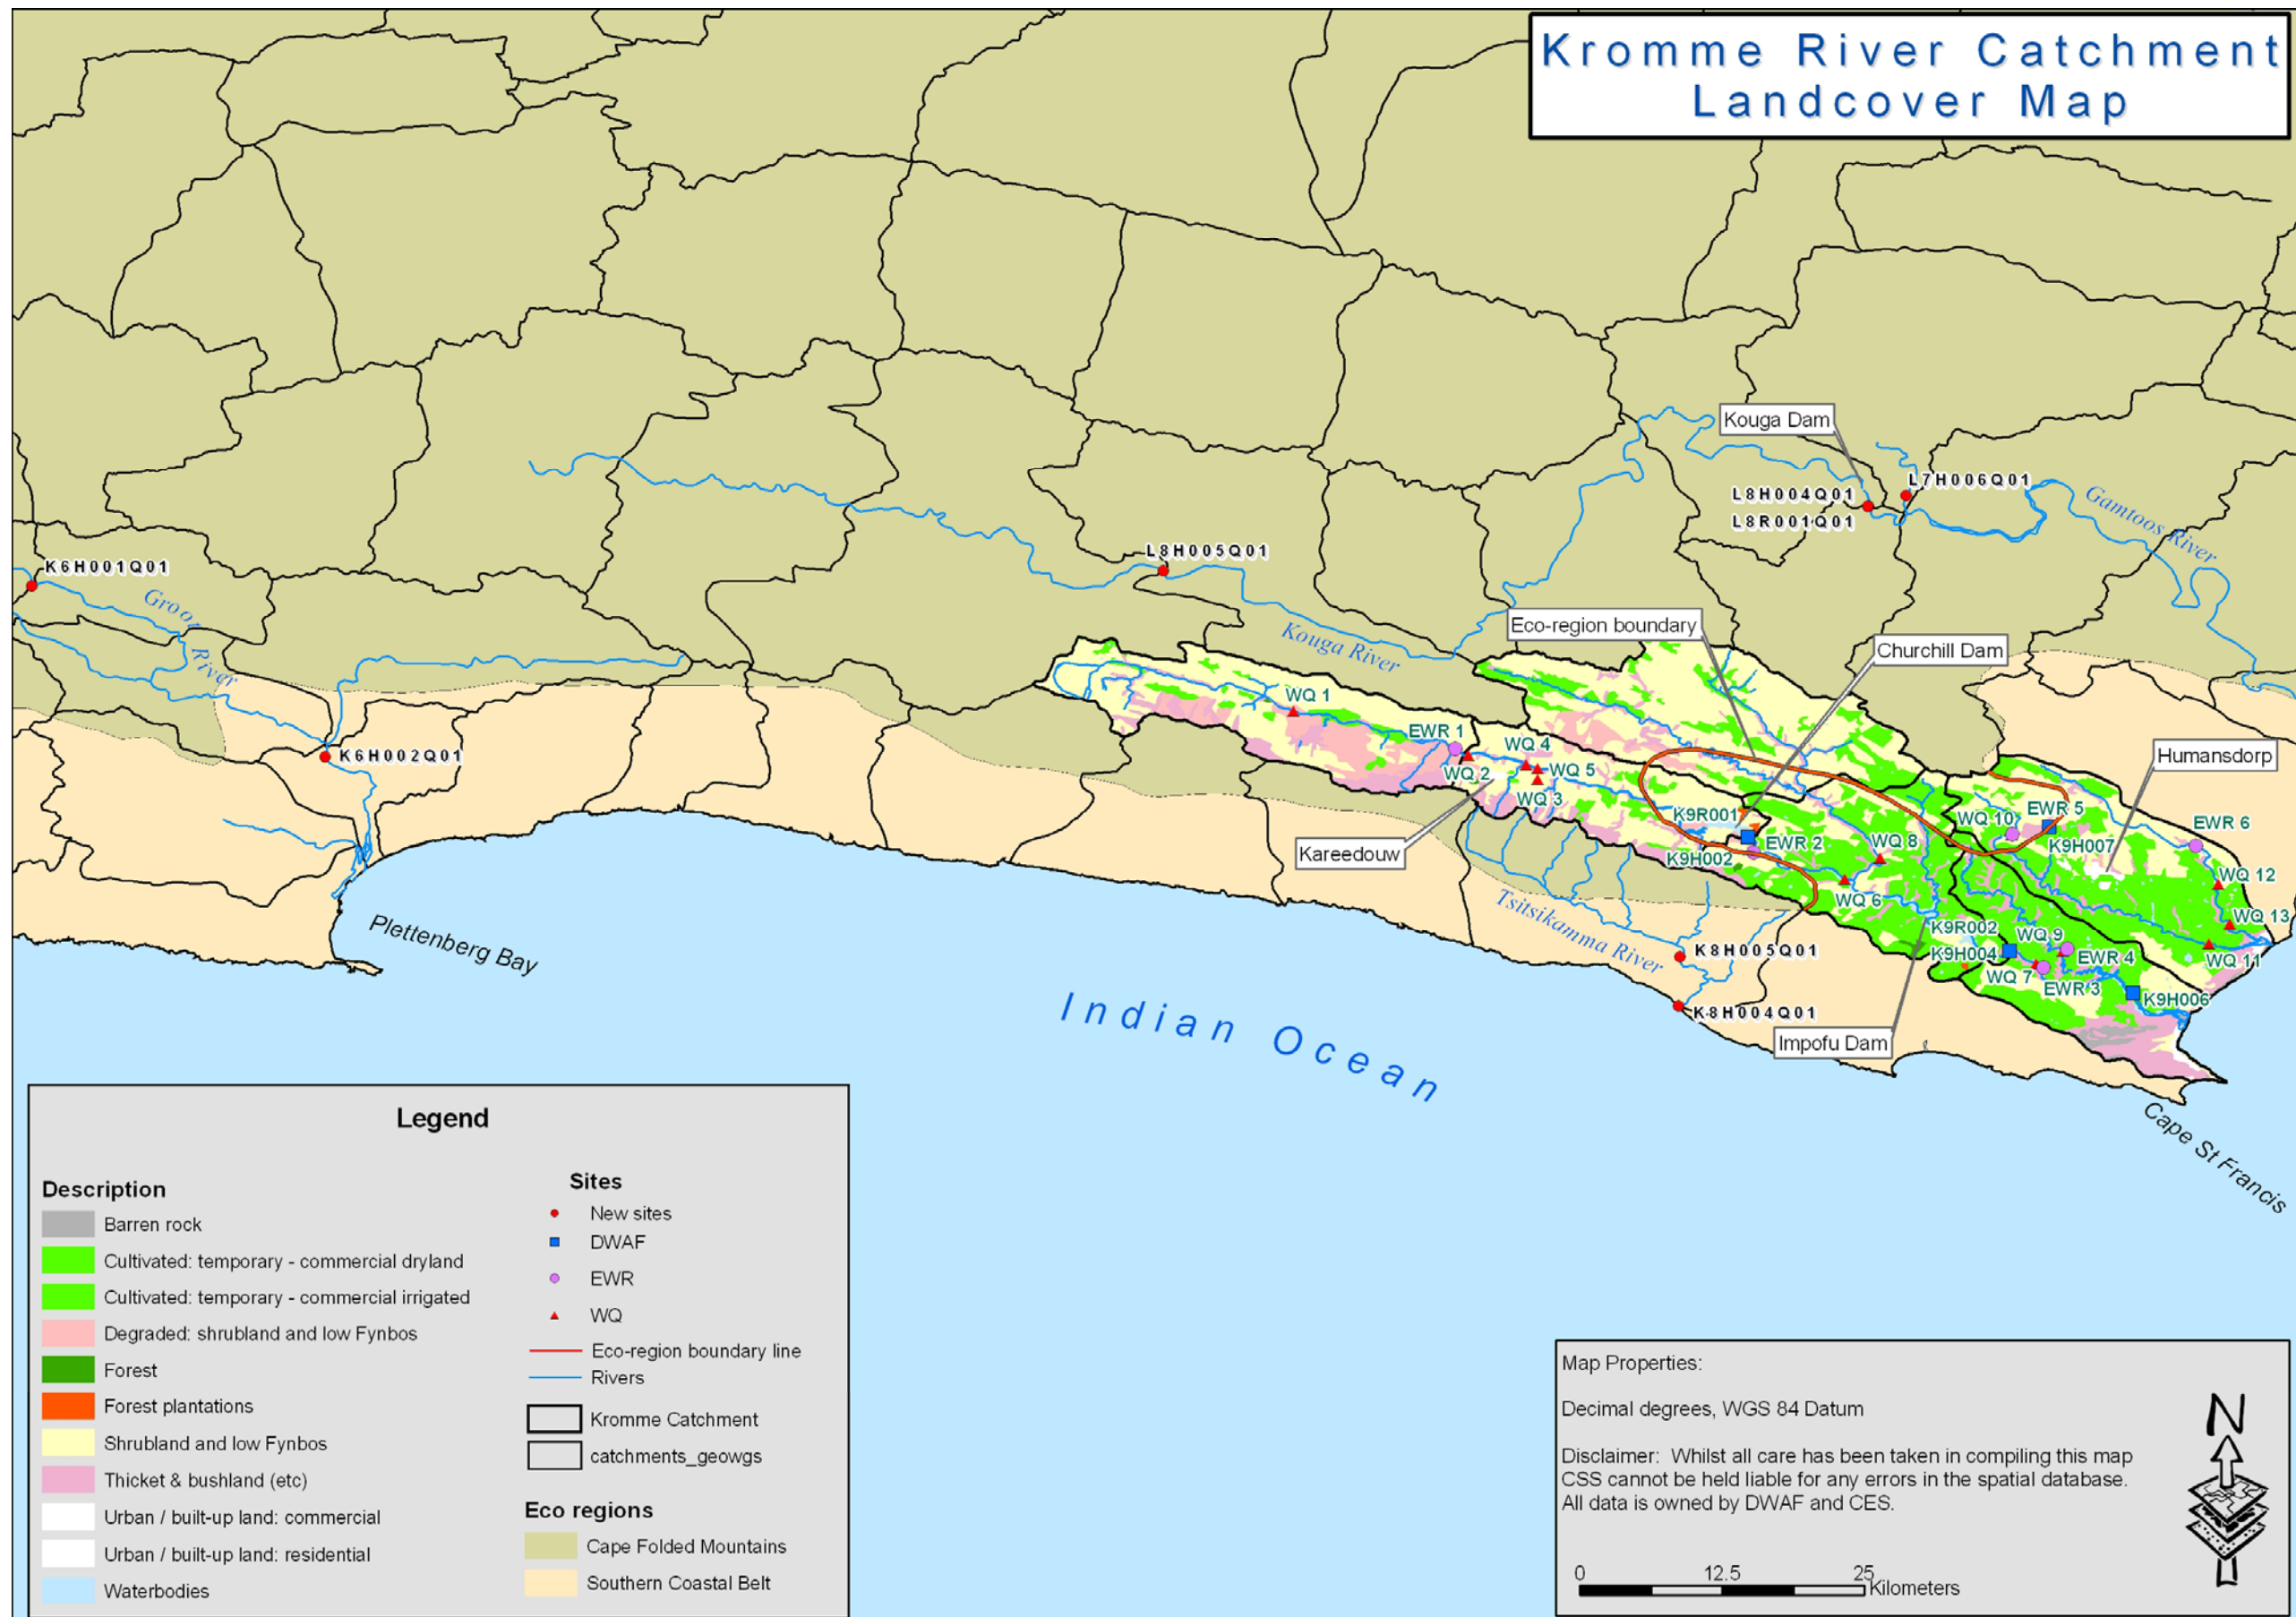 Kromme River Catchment
Landcover Map
Kouga Dam
L7H006Q01
L8H004Q01
L8R001Q01
Gamtoos River
L8H005Q01
K6H001Q01
Groot
River
Kouga River
Eco-region boundary
Churchill Dam
WQ 1
EWR 1
WQ 4
WQ 2
WQ 5
WQ 3
K6H002Q01
Humansdorp
K9R001
EWR 2
WQ 8
WQ 10
EWR 5
EWR 6
K9H002
K9H007
Kareedouw
WQ 12
WQ 6
Tsitsikamma River
WQ 13
K9R002
WQ 9
K9H004
EWR 4
WQ 11
WQ 7
EWR 3
K9H006
K8H005Q01
K8H004Q01
Impofu Dam
Plettenberg Bay
Indian Ocean
Cape St Francis
Legend
Description
Barren rock
Cultivated: temporary - commercial dryland
Cultivated: temporary - commercial irrigated
Degraded: shrubland and low Fynbos
Forest
Forest plantations
Shrubland and low Fynbos
Thicket & bushland (etc)
Urban / built-up land: commercial
Urban / built-up land: residential
Waterbodies
Sites
New sites
DWAF
EWR
WQ
Eco-region boundary line
Rivers
Kromme Catchment
catchments_geowgs
Eco regions
Cape Folded Mountains
Southern Coastal Belt
Map Properties:
Decimal degrees, WGS 84 Datum
Disclaimer: Whilst all care has been taken in compiling this map
CSS cannot be held liable for any errors in the spatial database.
All data is owned by DWAF and CES.
N
0 12.5 25
Kilometers